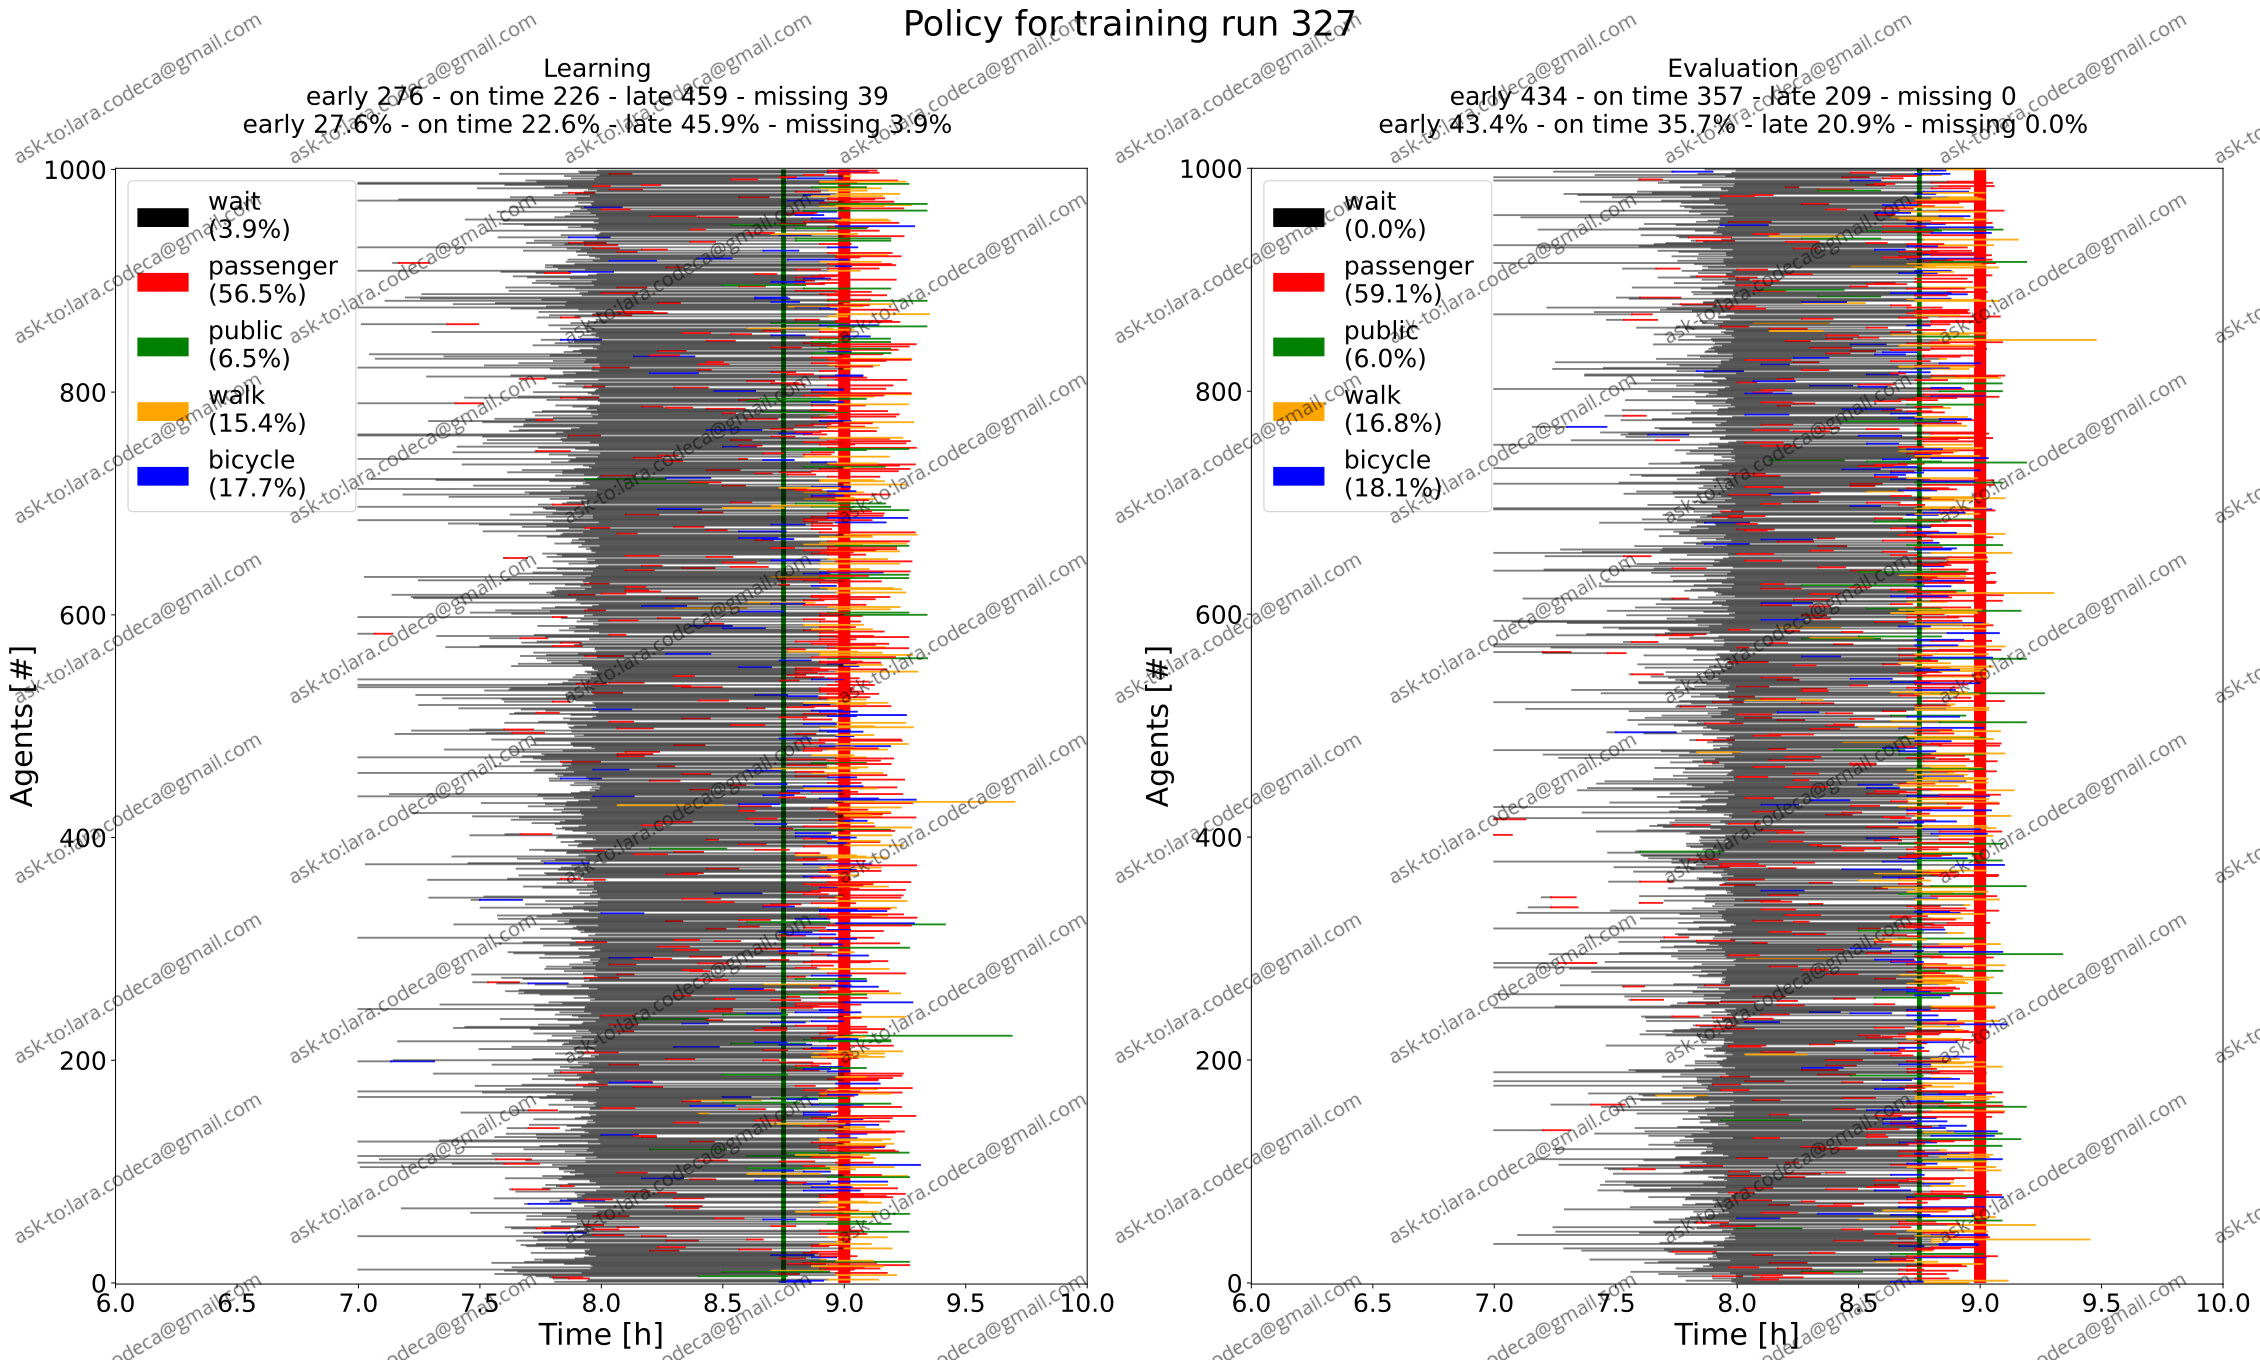 Policy for training run 327
Learning
early 276 - on time 226 - late 459 - missing 39
early 27.6% - on time 22.6% - late 45.9% - missing 3.9%
wait
(3.9%)
passenger
(56.5%)
public
(6.5%)
walk
(15.4%)
bicycle
(17.7%)
1000
800
600
400
200
0
Agents [#]
6.0 6.5 7.0 7.5 8.0 8.5 9.0 9.5 10.0
Time [h]
Evaluation
early 434 - on time 357 - late 209 - missing 0
early 43.4% - on time 35.7% - late 20.9% - missing 0.0%
wait
(0.0%)
passenger
(59.1%)
public
(6.0%)
walk
(16.8%)
bicycle
(18.1%)
1000
800
600
400
200
0
Agents [#]
6.0 6.5 7.0 7.5 8.0 8.5 9.0 9.5 10.0
Time [h]
ask-to:lara.codeca@gmail.com